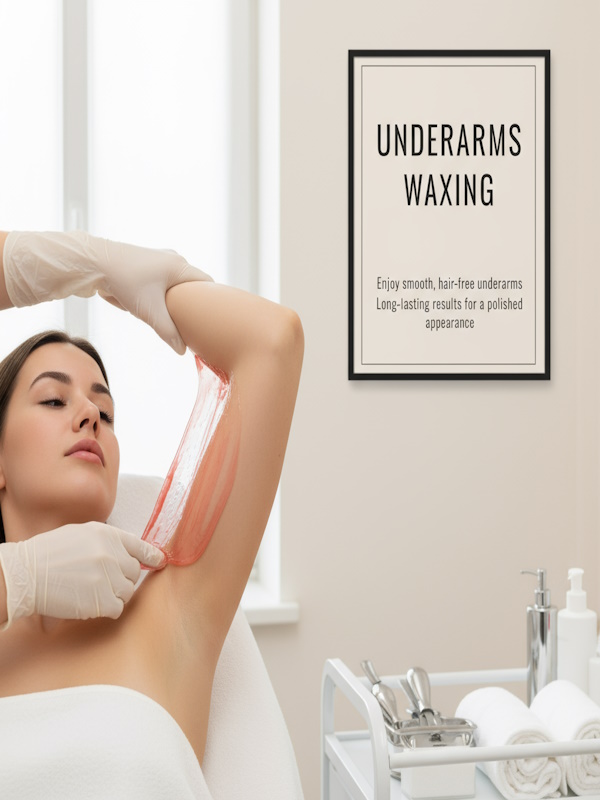 UNDERARMS
WAXING
Enjoy smooth, hair-free underarms
Long-lasting results for a polished
appearance